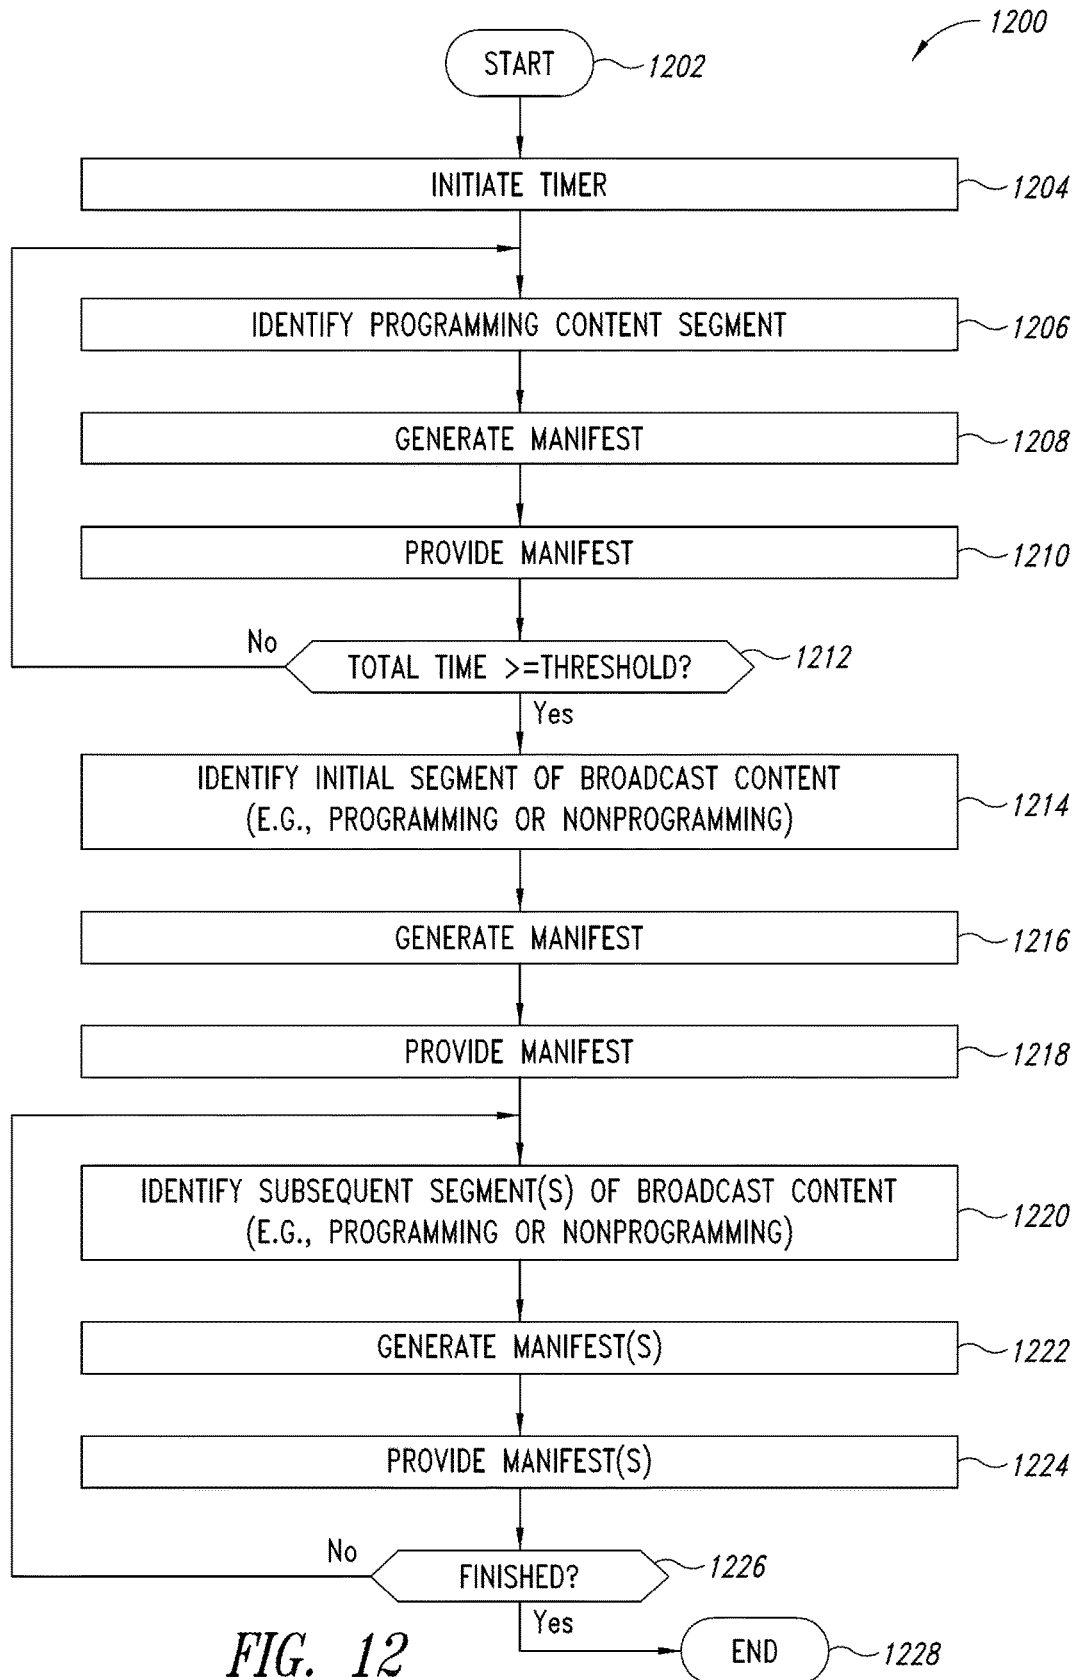 1200
START
1202
INITIATE TIMER
1204
IDENTIFY PROGRAMMING CONTENT SEGMENT
1206
GENERATE MANIFEST
1208
PROVIDE MANIFEST
1210
No
TOTAL TIME >=THRESHOLD?
1212
Yes
IDENTIFY INITIAL SEGMENT OF BROADCAST CONTENT
(E.G., PROGRAMMING OR NONPROGRAMMING)
1214
GENERATE MANIFEST
1216
PROVIDE MANIFEST
1218
IDENTIFY SUBSEQUENT SEGMENT(S) OF BROADCAST CONTENT
(E.G., PROGRAMMING OR NONPROGRAMMING)
1220
GENERATE MANIFEST(S)
1222
PROVIDE MANIFEST(S)
1224
No
FINISHED?
1226
Yes
END
1228
FIG. 12